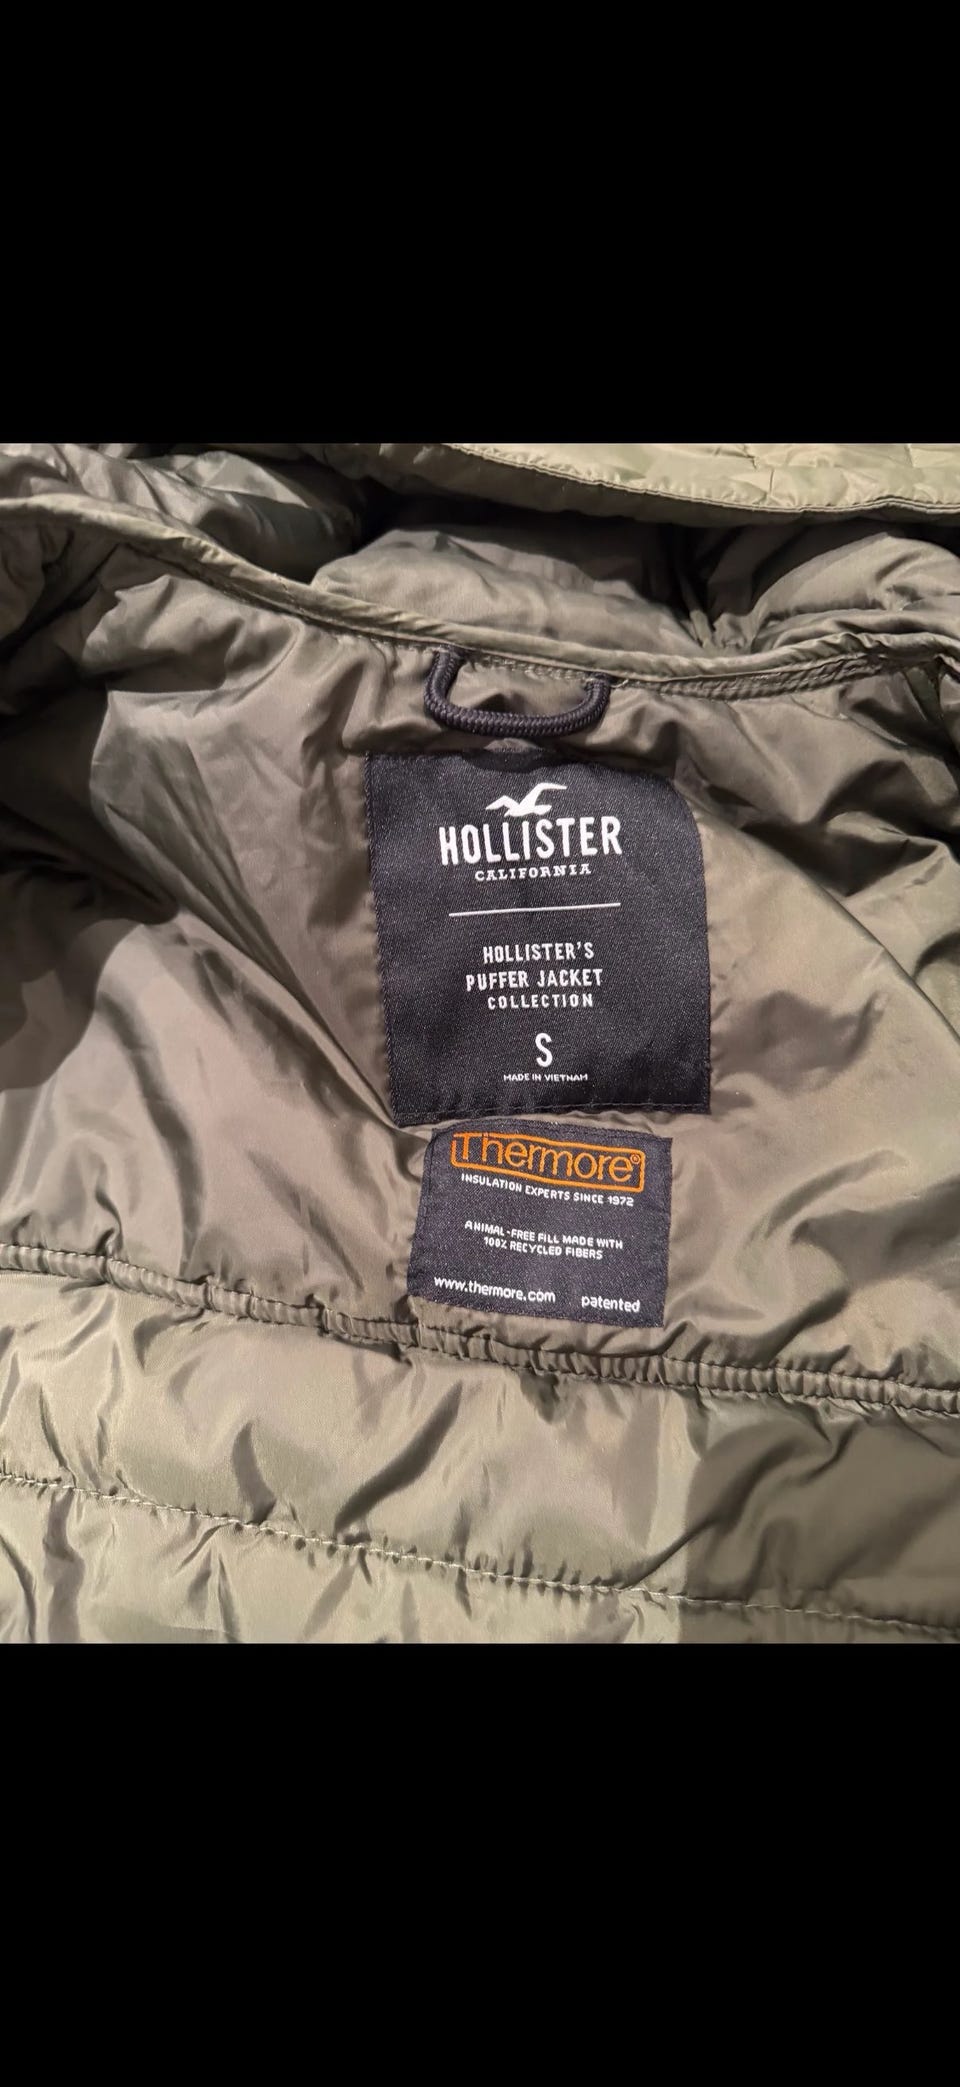 HOLLISTER
CALIFORNIA
HOLLISTER'S
PUFFER JACKET
COLLECTION
S
MADE IN VIETNAM
Thermore®
INSULATION EXPERTS SINCE 1972
ANIMAL-FREE FILL MADE WITH
100% RECYCLED FIBERS
www.thermore.com patented